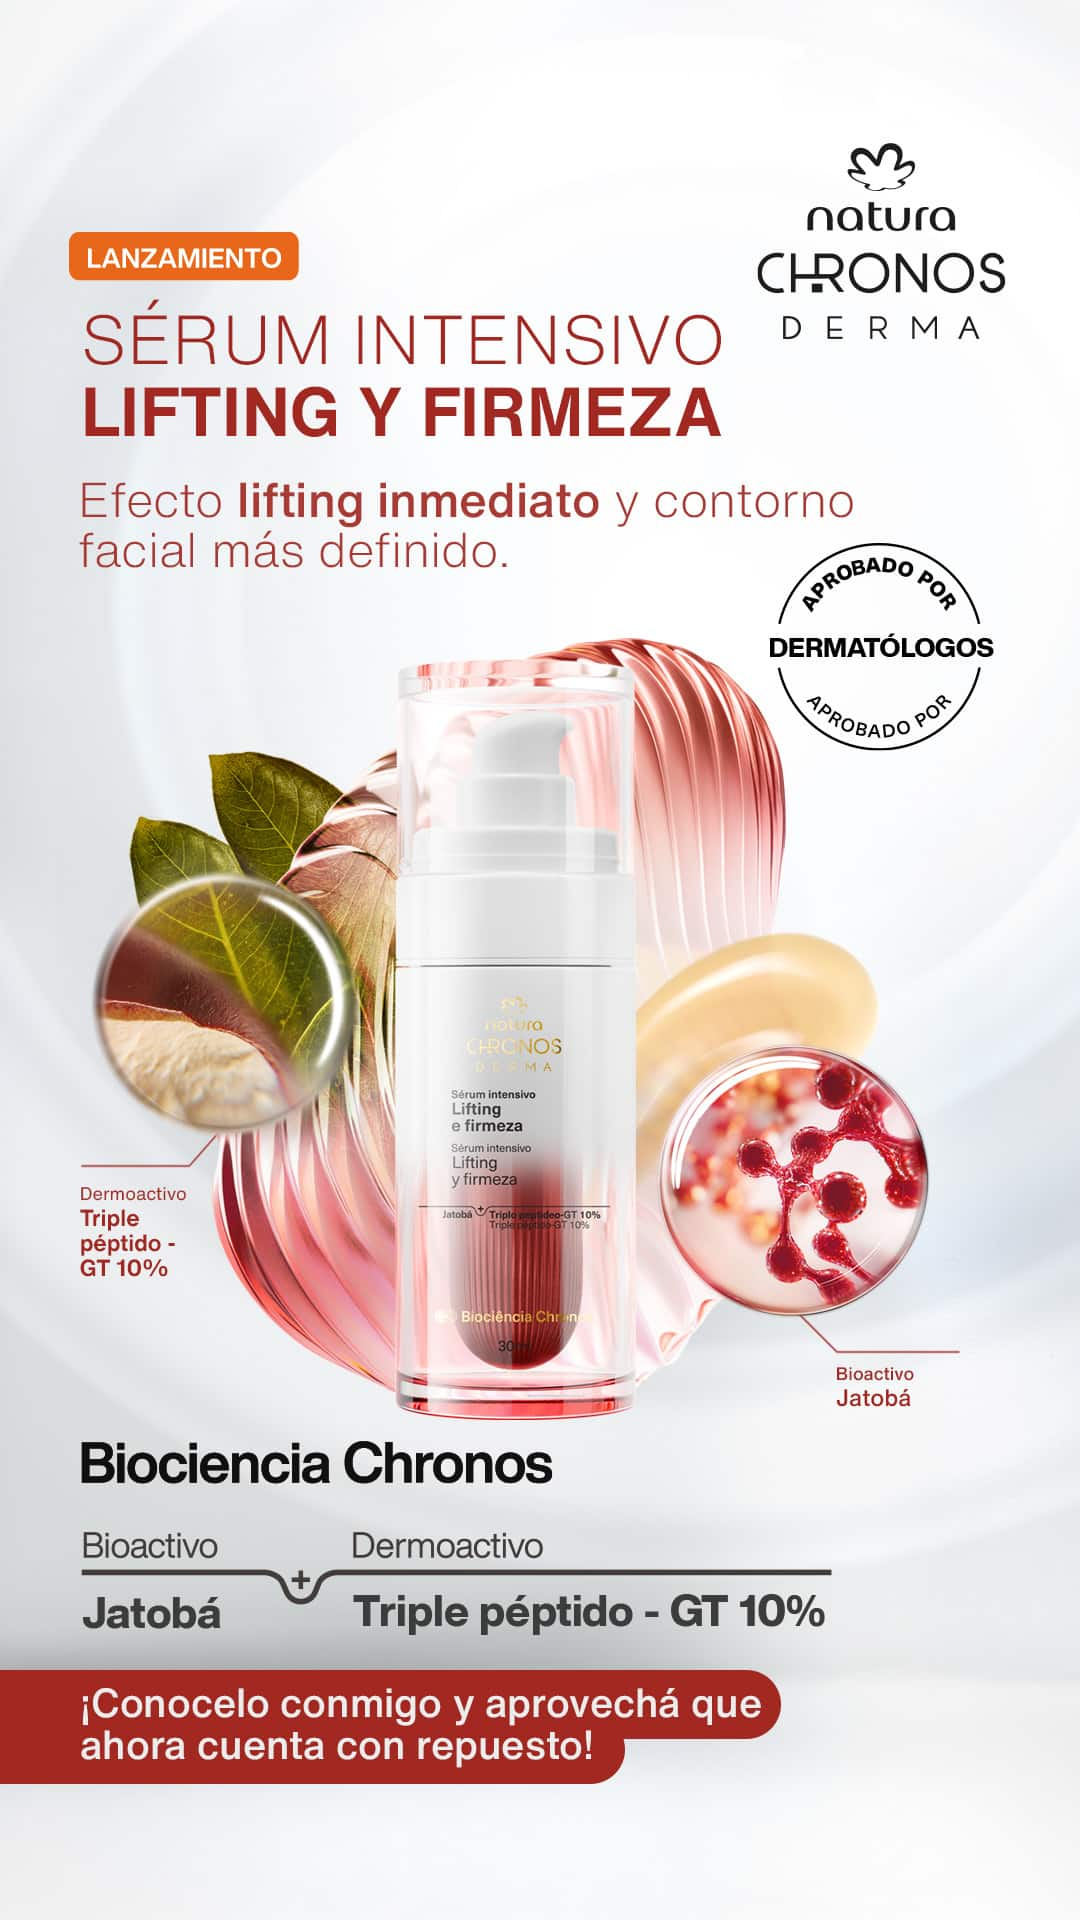 natura
CHRONOS
DERMA
LANZAMIENTO
SÉRUM INTENSIVO
LIFTING Y FIRMEZA
Efecto lifting inmediato y contorno
facial más definido.
APROBADO POR
DERMATÓLOGOS
APROBADO POR
natura
CHRONOS
DERMA
Sérum intensivo
Lifting
e firmeza
Sérum intensivo
Lifting
y firmeza
Jatobá + Triplo peptídeo-GT 10%
Triple péptido-GT 10%
Biociência Chronos
30
Dermoactivo
Triple
péptido -
GT 10%
Bioactivo
Jatobá
Biociencia Chronos
Bioactivo Dermoactivo
+
Jatobá Triple péptido - GT 10%
¡Conocelo conmigo y aprovechá que
ahora cuenta con repuesto!